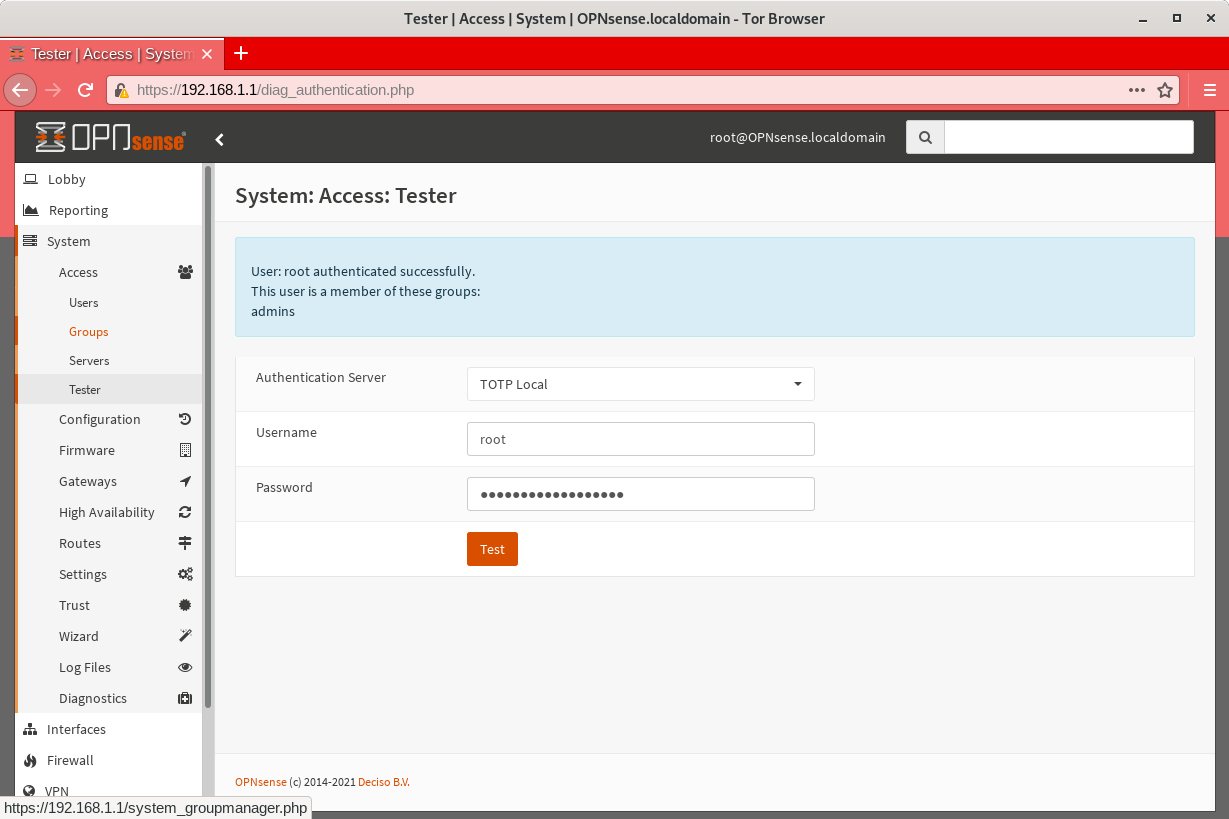 Tester | Access | System | OPNsense.localdomain - Tor Browser
Tester | Access | System
https://192.168.1.1/diag_authentication.php
OPNsense
root@OPNsense.localdomain
Lobby
Reporting
System
Access
Users
Groups
Servers
Tester
Configuration
Firmware
Gateways
High Availability
Routes
Settings
Trust
Wizard
Log Files
Diagnostics
Interfaces
Firewall
VPN
System: Access: Tester
User: root authenticated successfully.
This user is a member of these groups:
admins
Authentication Server
TOTP Local
Username
root
Password
••••••••••••••••••
Test
OPNsense (c) 2014-2021 Deciso B.V.
https://192.168.1.1/system_groupmanager.php